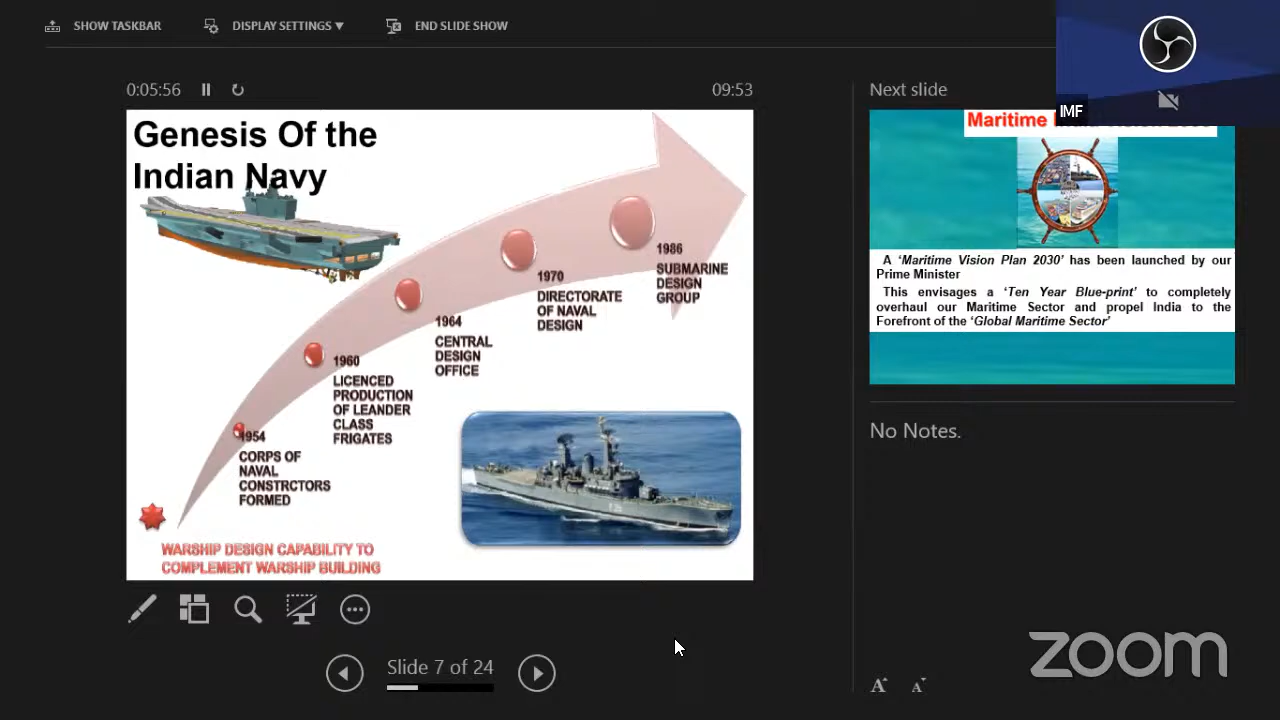 SHOW TASKBAR
DISPLAY SETTINGS ▼
END SLIDE SHOW
0:05:56
09:53
Genesis Of the
Indian Navy
1954
CORPS OF
NAVAL
CONSTRCTORS
FORMED
1960
LICENCED
PRODUCTION
OF LEANDER
CLASS
FRIGATES
1964
CENTRAL
DESIGN
OFFICE
1970
DIRECTORATE
OF NAVAL
DESIGN
1986
SUBMARINE
DESIGN
GROUP
WARSHIP DESIGN CAPABILITY TO
COMPLEMENT WARSHIP BUILDING
Slide 7 of 24
Next slide
IMF
Maritime
A ‘Maritime Vision Plan 2030’ has been launched by our
Prime Minister
This envisages a ‘Ten Year Blue-print’ to completely
overhaul our Maritime Sector and propel India to the
Forefront of the ‘Global Maritime Sector’
No Notes.
A A
zoom